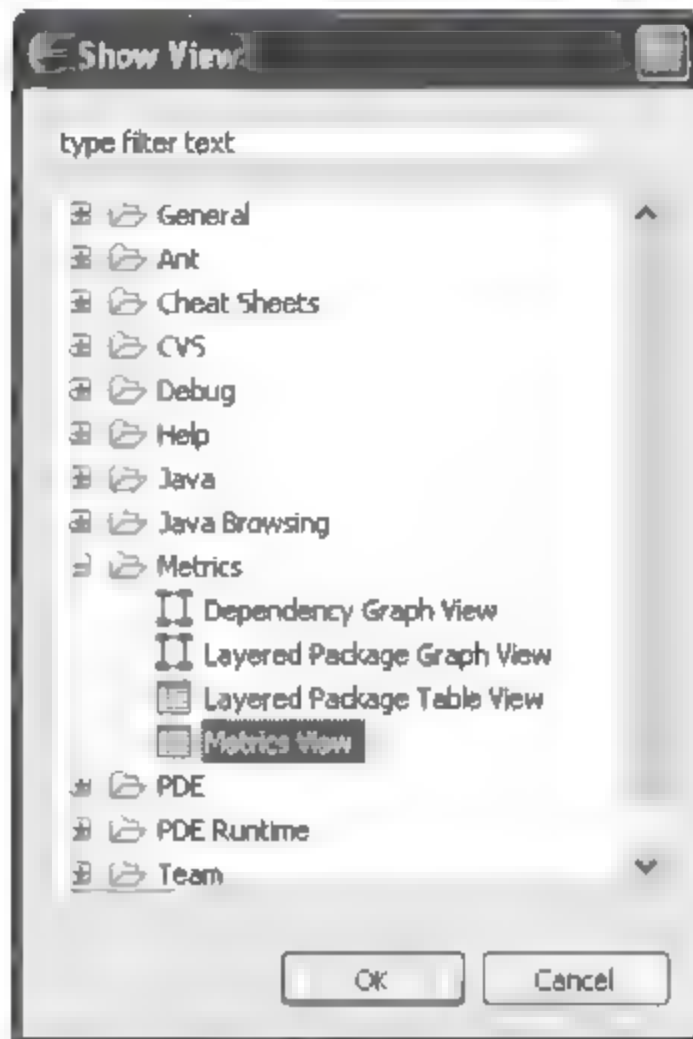 Show View
type filter text
General
Ant
Cheat Sheets
CVS
Debug
Help
Java
Java Browsing
Metrics
Dependency Graph View
Layered Package Graph View
Layered Package Table View
Metrics View
PDE
PDE Runtime
Team
OK
Cancel